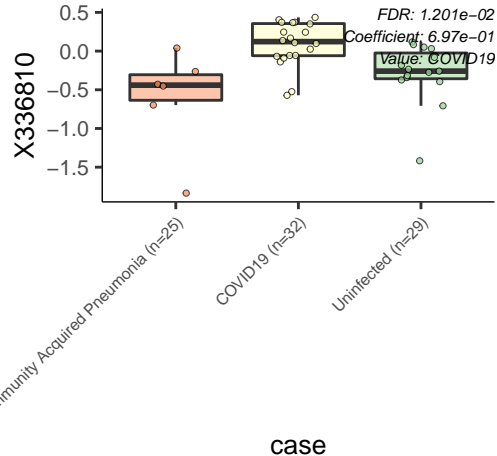 FDR: 1.201e-02
Coefficient: 6.97e-01
Value: COVID19
X336810
0.5
0.0
−0.5
−1.0
−1.5
Acquired Pneumonia (n=25)
COVID19 (n=32)
Uninfected (n=29)
case